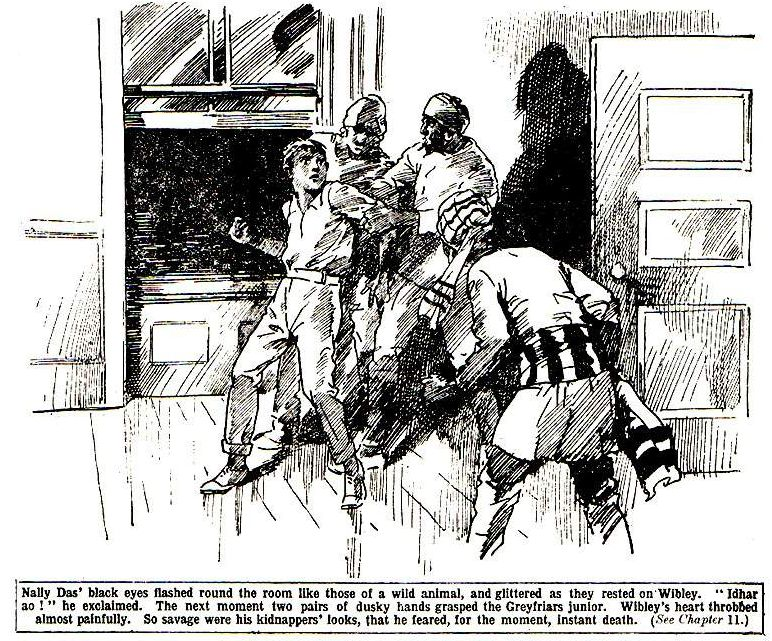 Nally Das' black eyes flashed round the room like those of a wild animal, and glittered as they rested on Wibley. "Idhar
ao!" he exclaimed. The next moment two pairs of dusky hands grasped the Greyfriars junior. Wibley's heart throbbed
almost painfully. So savage were his kidnappers' looks, that he feared, for the moment, instant death. (See Chapter 11.)